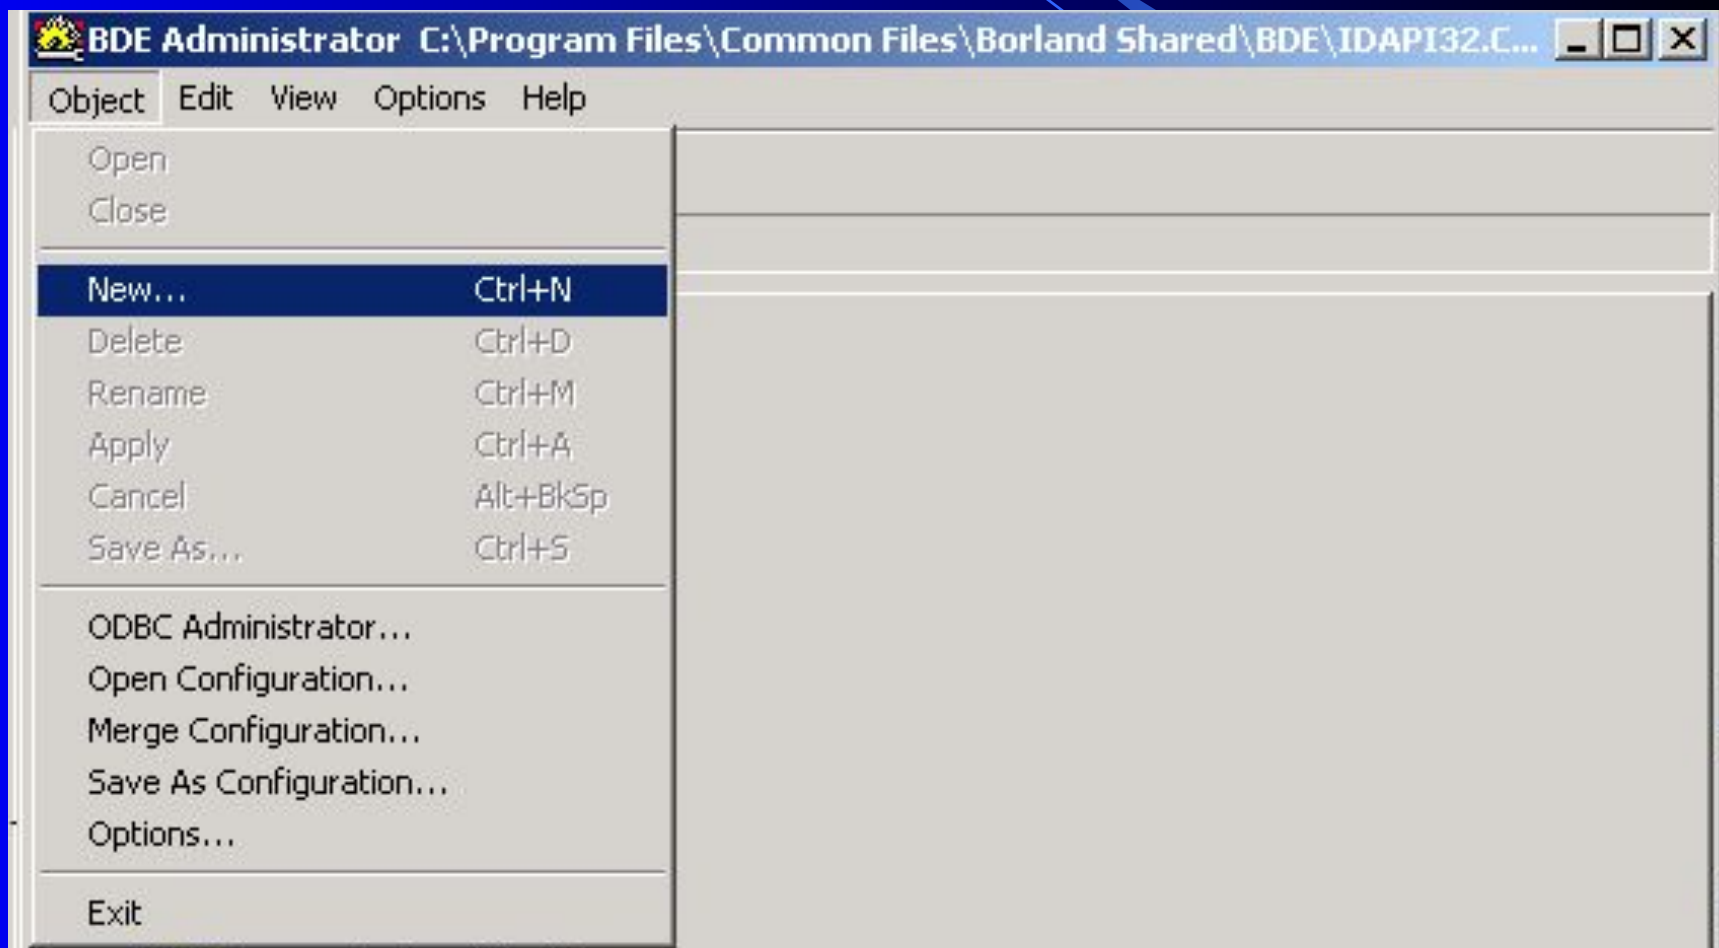 BDE Administrator C:\Program Files\Common Files\Borland Shared\BDE\IDAPI32.C...
Object Edit View Options Help
Open
Close
New... Ctrl+N
Delete Ctrl+D
Rename Ctrl+M
Apply Ctrl+A
Cancel Alt+BkSp
Save As... Ctrl+S
ODBC Administrator...
Open Configuration...
Merge Configuration...
Save As Configuration...
Options...
Exit